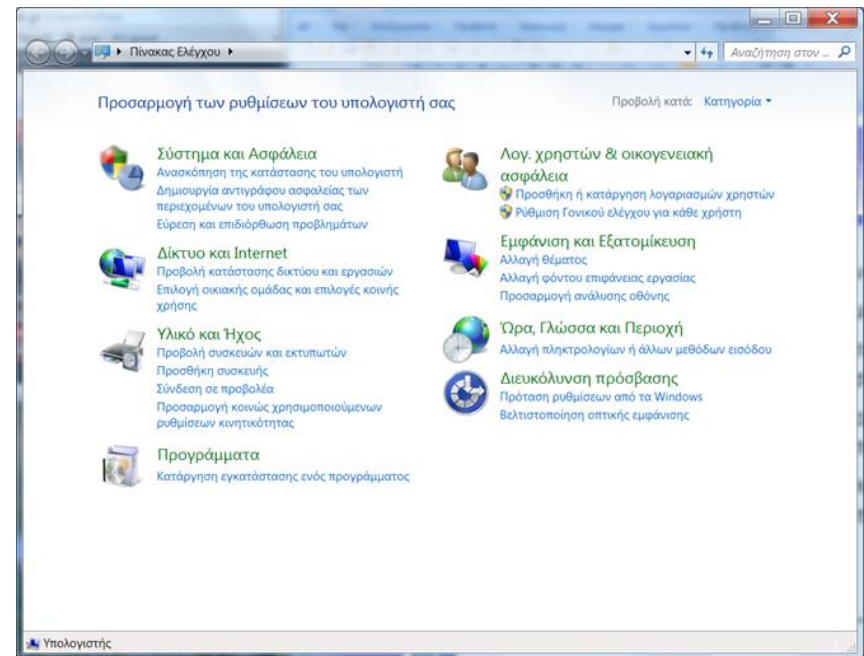 Πίνακας Ελέγχου
Αναζήτηση στον ...
Προσαρμογή των ρυθμίσεων του υπολογιστή σας
Προβολή κατά: Κατηγορία
Σύστημα και Ασφάλεια
Ανασκόπηση της κατάστασης του υπολογιστή
Δημιουργία αντιγράφου ασφαλείας των
περιεχομένων του υπολογιστή σας
Εύρεση και επιδιόρθωση προβλημάτων
Δίκτυο και Internet
Προβολή κατάστασης δικτύου και εργασιών
Επιλογή οικιακής ομάδας και επιλογές κοινής
χρήσης
Υλικό και Ήχος
Προβολή συσκευών και εκτυπωτών
Προσθήκη συσκευής
Σύνδεση σε προβολέα
Προσαρμογή κοινώς χρησιμοποιούμενων
ρυθμίσεων κινητικότητας
Προγράμματα
Κατάργηση εγκατάστασης ενός προγράμματος
Λογ. χρηστών & οικογενειακή
ασφάλεια
Προσθήκη ή κατάργηση λογαριασμών χρηστών
Ρύθμιση Γονικού ελέγχου για κάθε χρήστη
Εμφάνιση και Εξατομίκευση
Αλλαγή θέματος
Αλλαγή φόντου επιφάνειας εργασίας
Προσαρμογή ανάλυσης οθόνης
Ώρα, Γλώσσα και Περιοχή
Αλλαγή πληκτρολογίων ή άλλων μεθόδων εισόδου
Διευκόλυνση πρόσβασης
Πρόταση ρυθμίσεων από τα Windows
Βελτιστοποίηση οπτικής εμφάνισης
Υπολογιστής